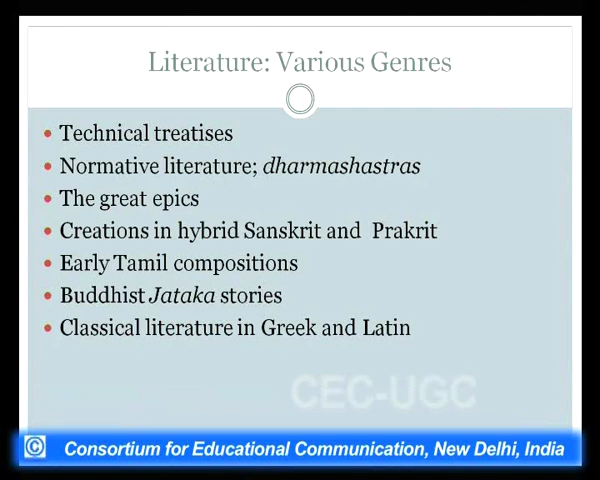 Literature: Various Genres
Technical treatises
Normative literature; dharmashastras
The great epics
Creations in hybrid Sanskrit and Prakrit
Early Tamil compositions
Buddhist Jataka stories
Classical literature in Greek and Latin
CEC-UGC
© Consortium for Educational Communication, New Delhi, India